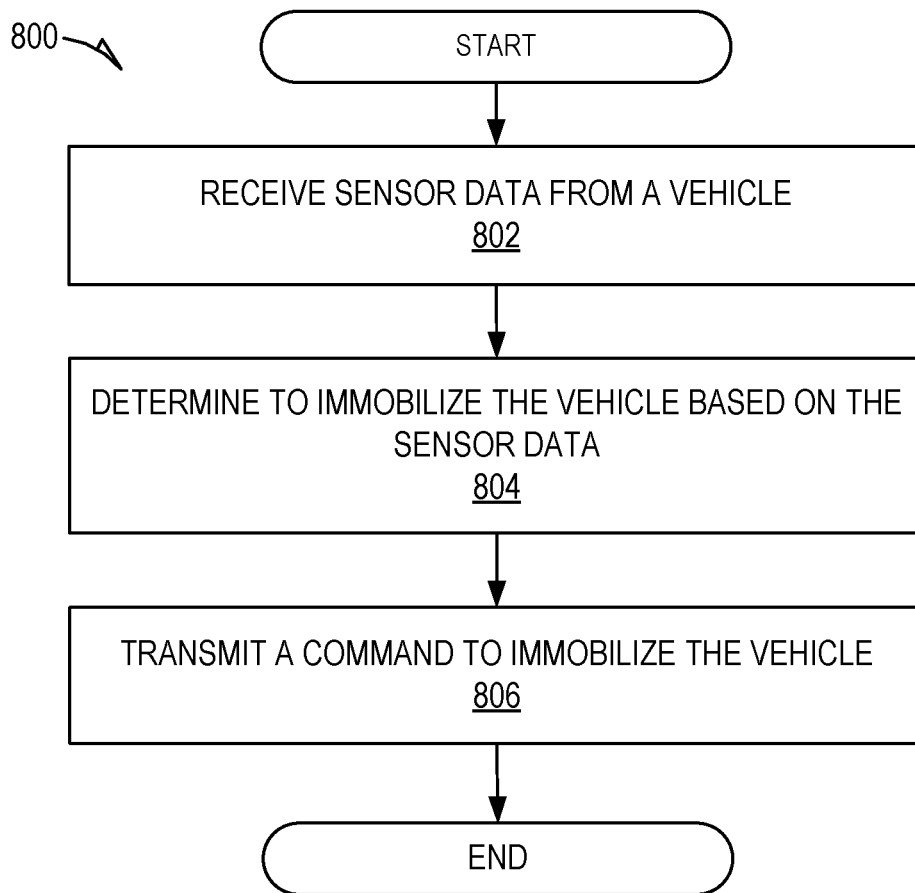 800
START
RECEIVE SENSOR DATA FROM A VEHICLE
802
DETERMINE TO IMMOBILIZE THE VEHICLE BASED ON THE
SENSOR DATA
804
TRANSMIT A COMMAND TO IMMOBILIZE THE VEHICLE
806
END